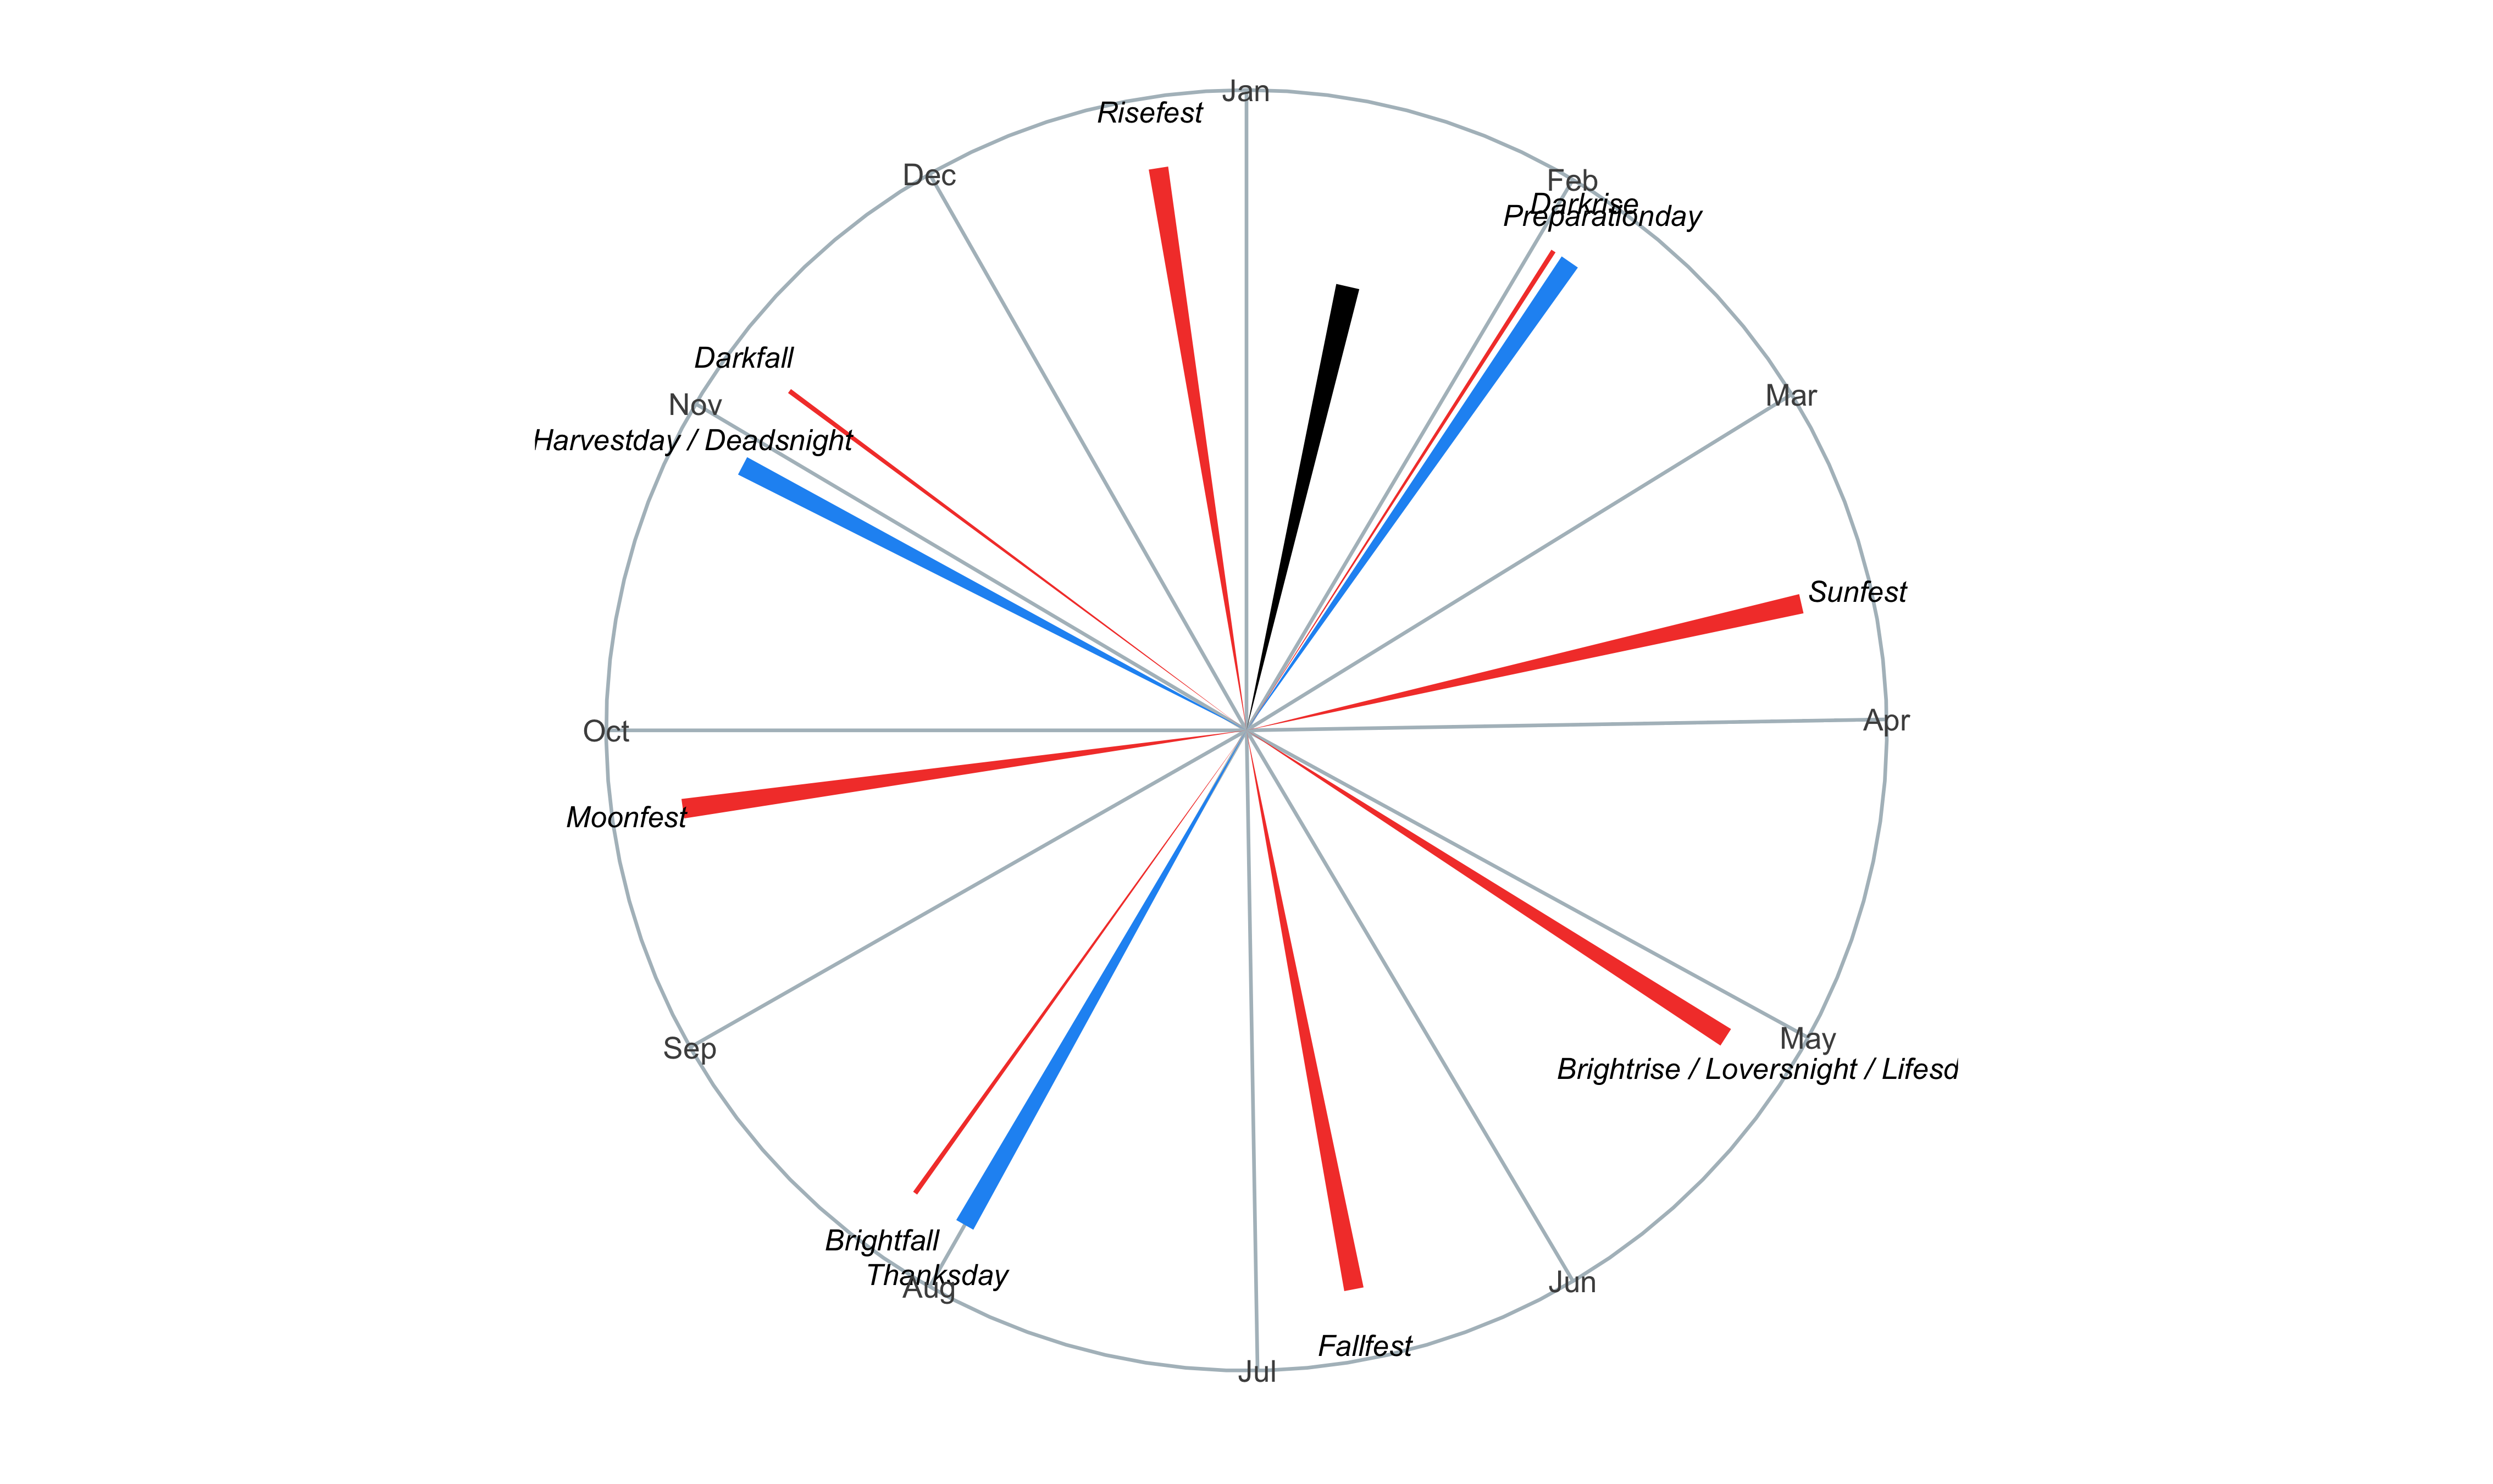 Jan
Risefest
Dec
Feb
Darkrise
Preparationday
Darkfall
Mar
Nov
Harvestday / Deadsnight
Sunfest
Apr
Oct
Moonfest
May
Sep
Brightrise / Loversnight / Lifesd
Brightfall
Thanksday
Aug
Jun
Fallfest
Jul